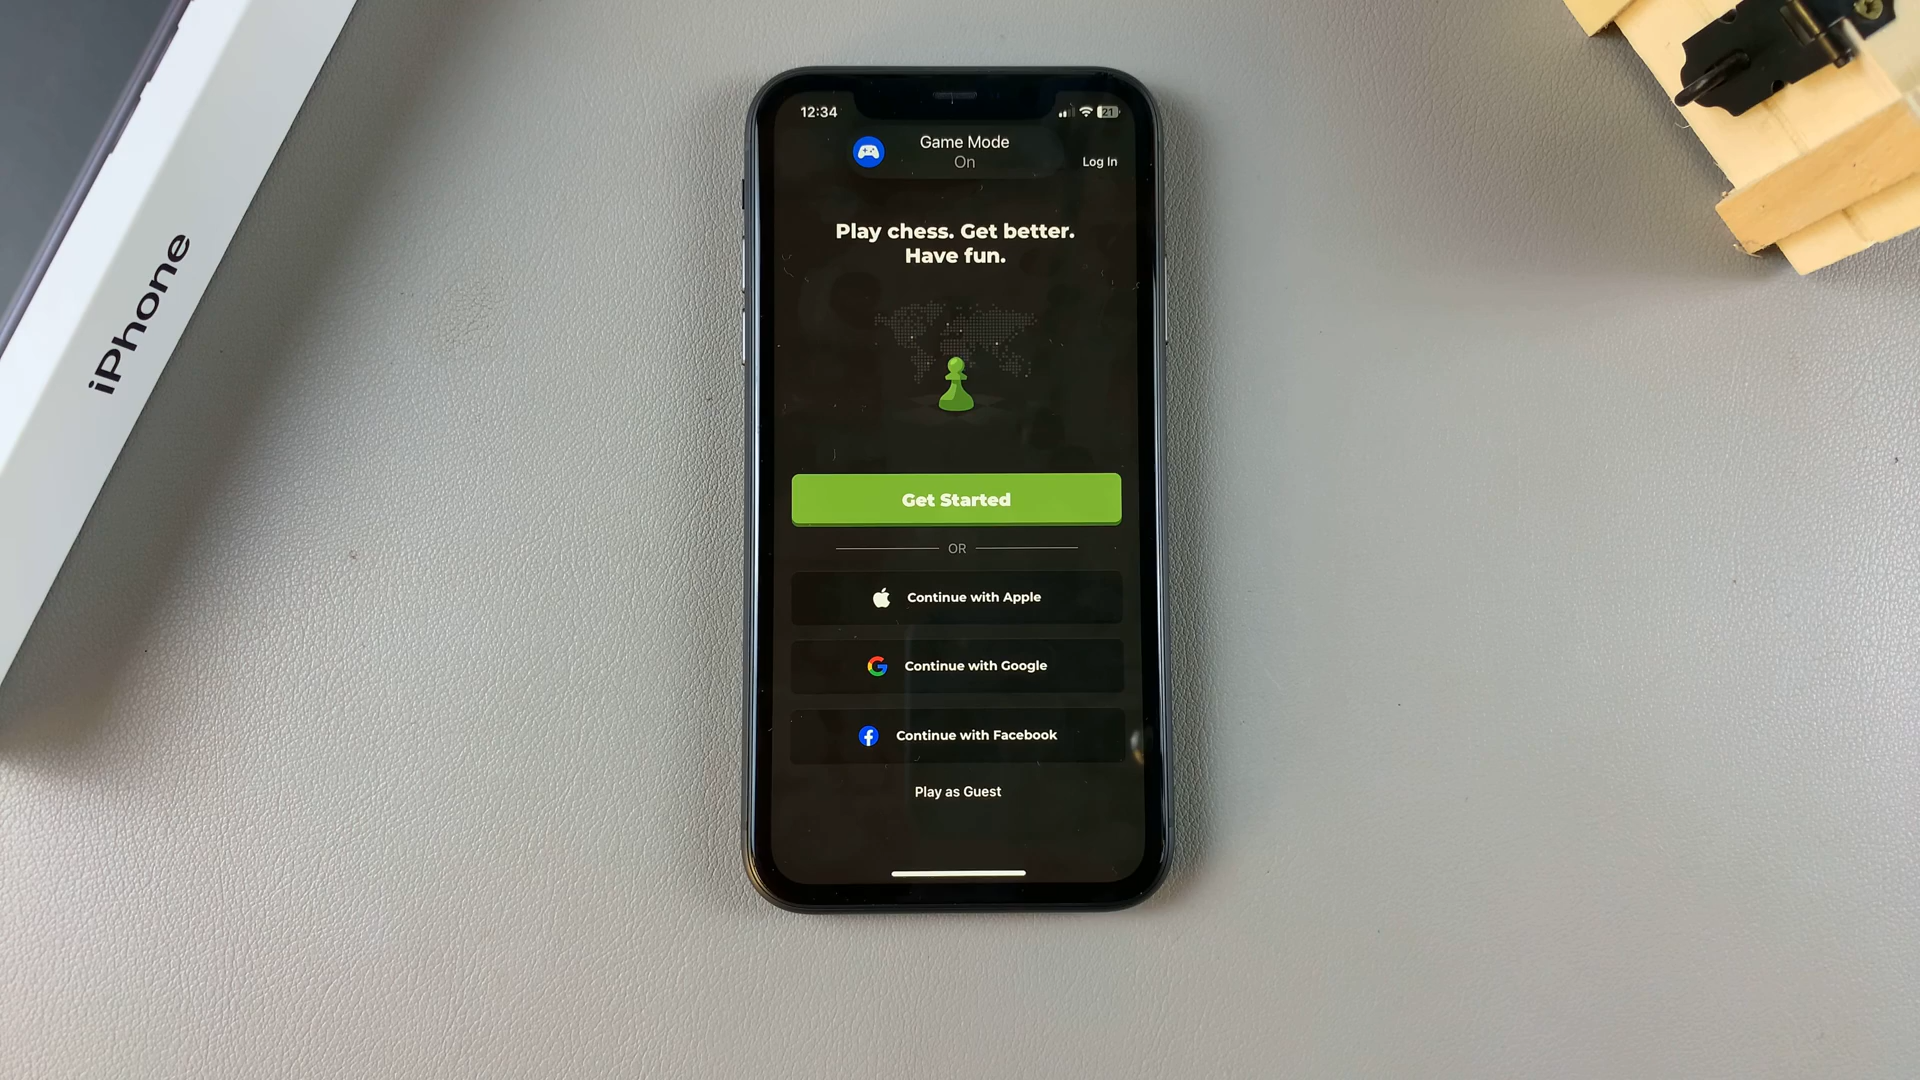 iPhone
12:34
21
Game Mode
On
Log In
Play chess. Get better.
Have fun.
Get Started
OR
Continue with Apple
Continue with Google
Continue with Facebook
Play as Guest